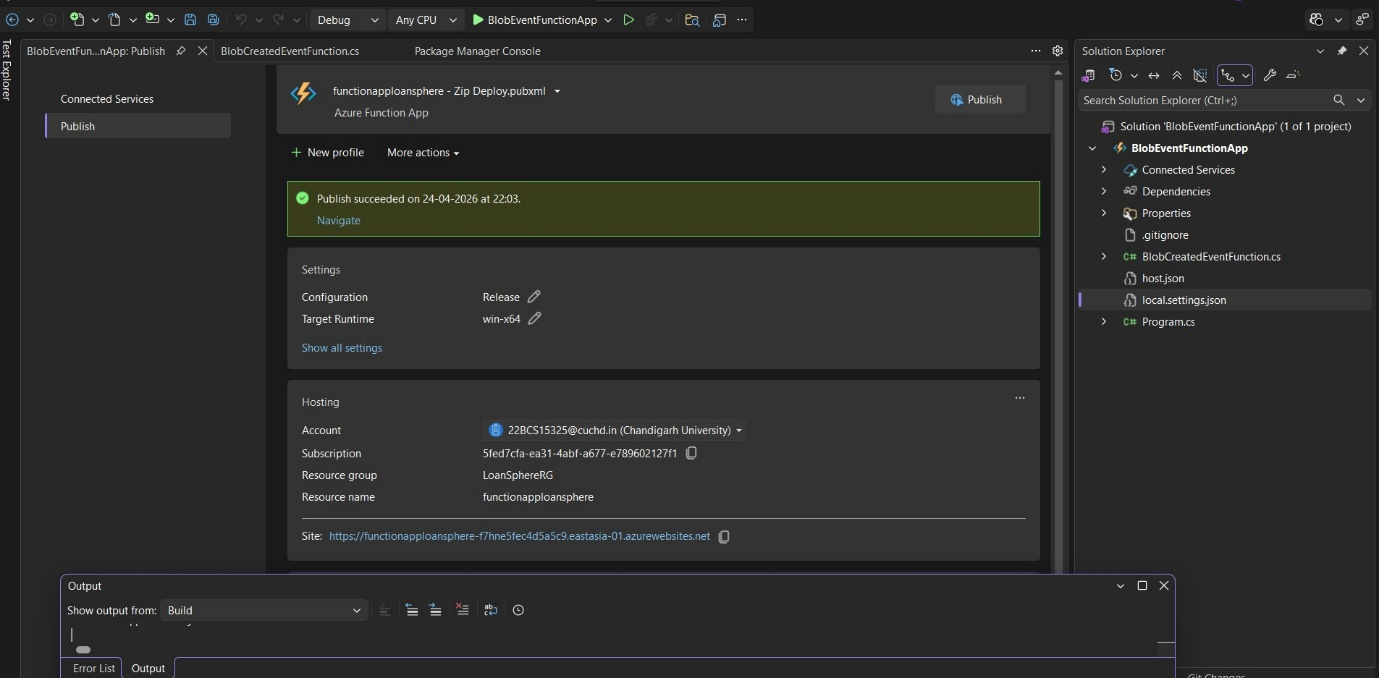 Debug
Any CPU
BlobEventFunctionApp
Test Explorer
BlobEventFun...nApp: Publish
BlobCreatedEventFunction.cs
Package Manager Console
Connected Services
Publish
functionapploansphere - Zip Deploy.pubxml
Azure Function App
Publish
New profile
More actions
Publish succeeded on 24-04-2026 at 22:03.
Navigate
Settings
Configuration Release
Target Runtime win-x64
Show all settings
Hosting
Account 22BCS15325@cuchd.in (Chandigarh University)
Subscription 5fed7cfa-ea31-4abf-a677-e789602127f1
Resource group LoanSphereRG
Resource name functionapploansphere
Site: https://functionapploansphere-f7hne5fec4d5a5c9.eastasia-01.azurewebsites.net
Output
Show output from: Build
Error List Output
Solution Explorer
Search Solution Explorer (Ctrl+;)
Solution 'BlobEventFunctionApp' (1 of 1 project)
BlobEventFunctionApp
Connected Services
Dependencies
Properties
.gitignore
BlobCreatedEventFunction.cs
host.json
local.settings.json
Program.cs
Git Changes